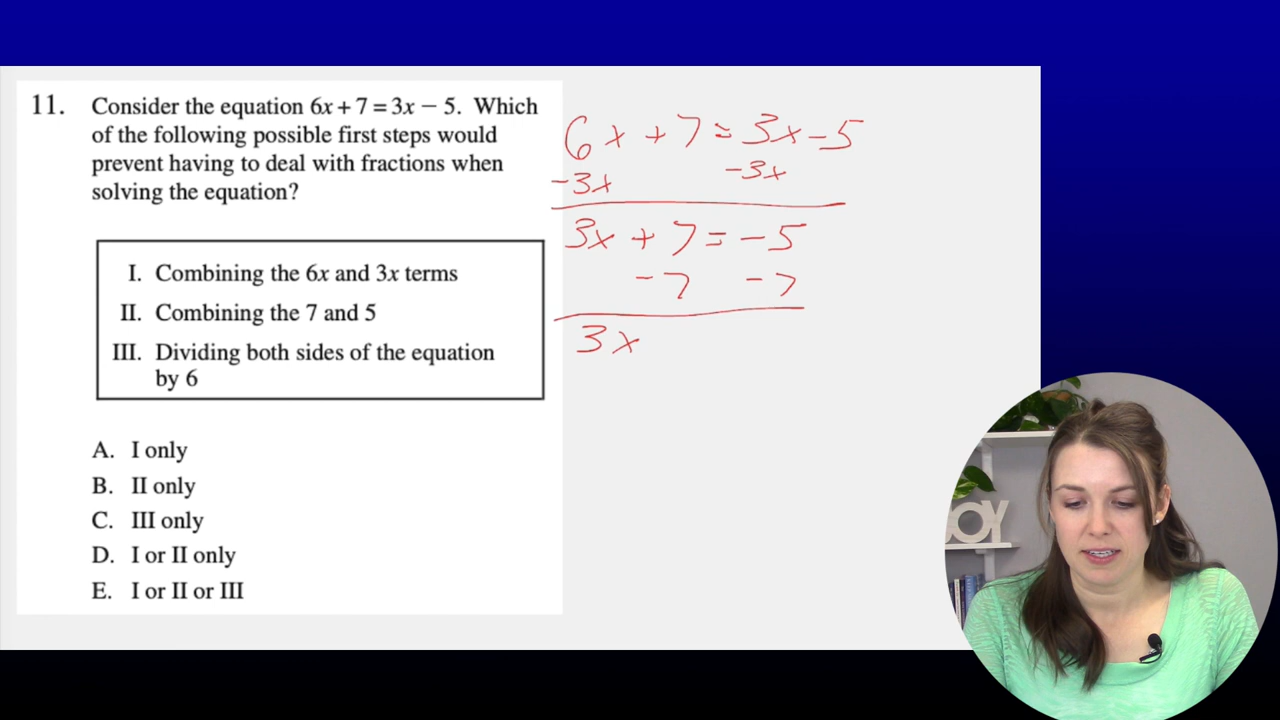 11. Consider the equation 6x + 7 = 3x − 5. Which
of the following possible first steps would
prevent having to deal with fractions when
solving the equation?
I. Combining the 6x and 3x terms
II. Combining the 7 and 5
III. Dividing both sides of the equation
by 6
A. I only
B. II only
C. III only
D. I or II only
E. I or II or III
6x + 7 = 3x - 5
-3x -3x
3x + 7 = -5
-7 -7
3x
OY